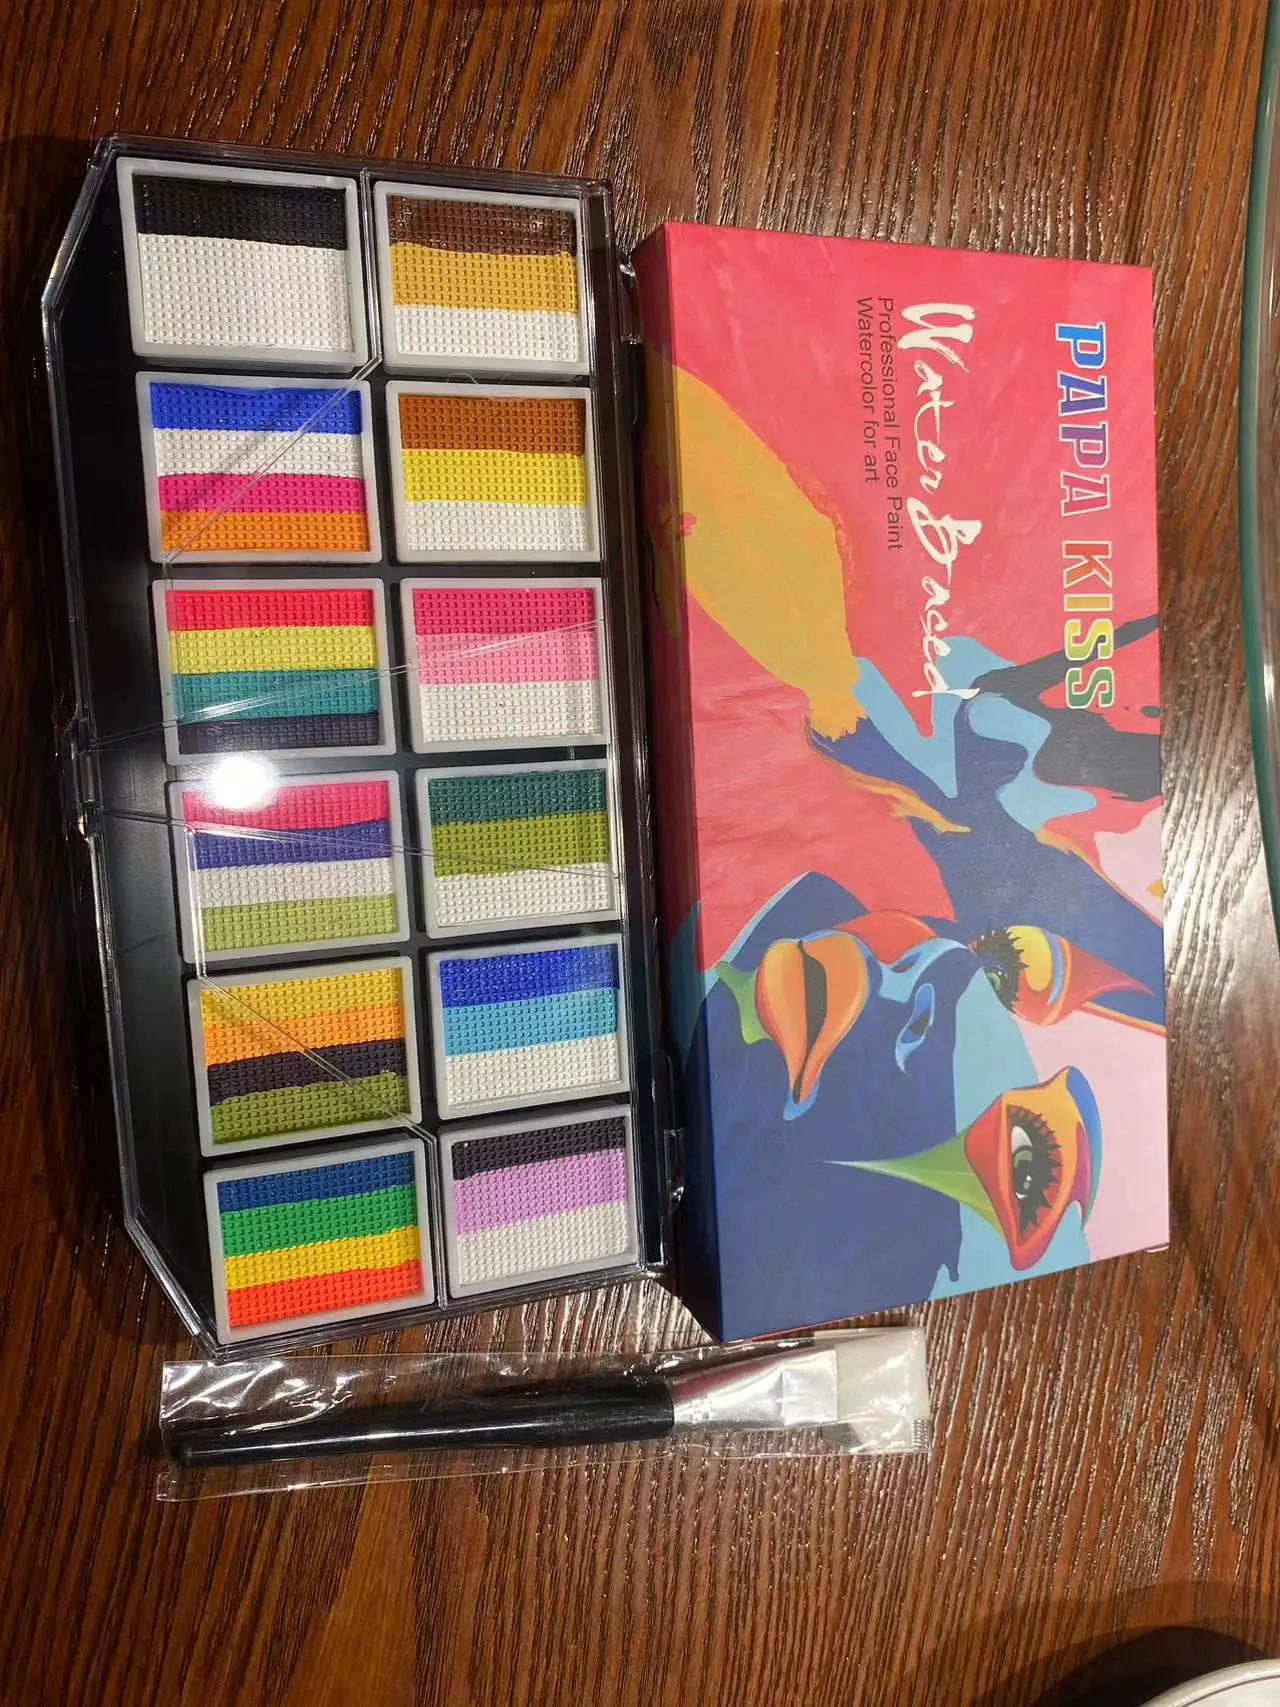 PAPA KISS
Water Based
Professional Face Paint
Watercolor for art